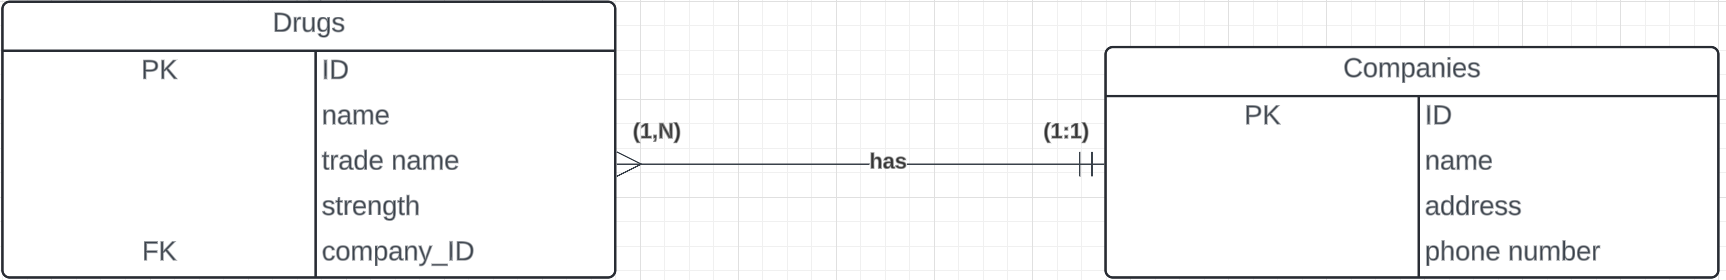 Drugs
PK ID
name
trade name
strength
FK company_ID
(1,N)
has
(1:1)
Companies
PK ID
name
address
phone number